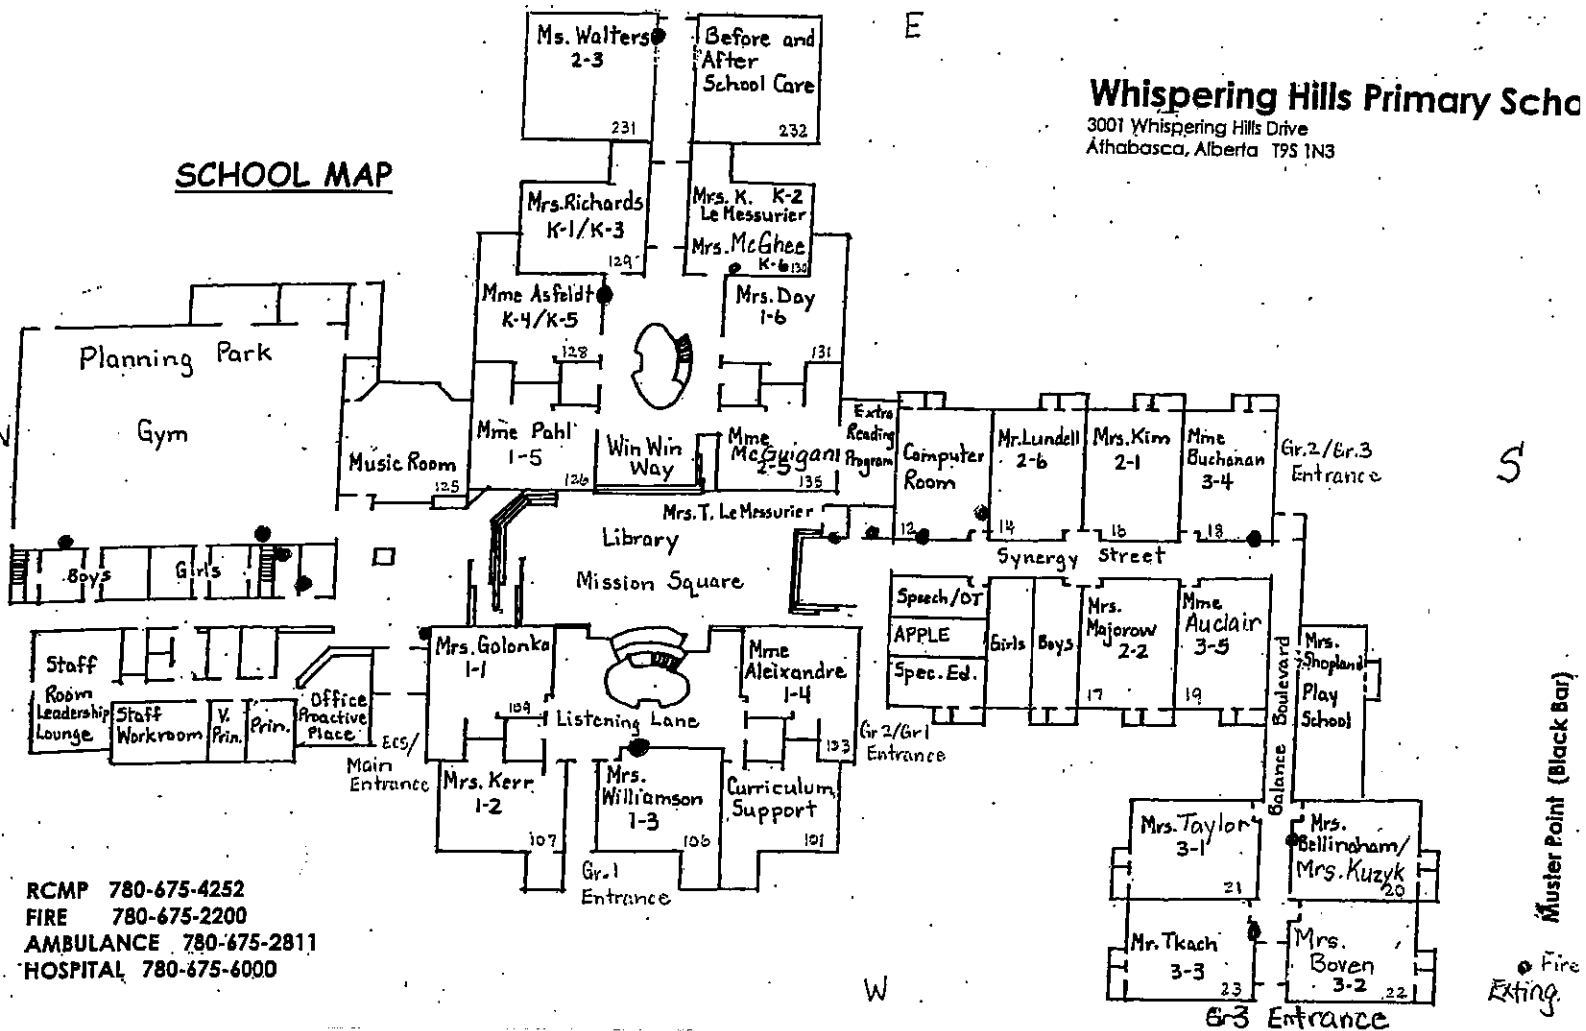 E
Whispering Hills Primary Scho
3001 Whispering Hills Drive
Athabasca, Alberta T9S 1N3
SCHOOL MAP
Ms. Walters
2-3
231
Before and
After
School Care
232
Mrs. Richards
K-1/K-3
129
Mrs. K. K-2
Le Messurier
Mrs. McGhee
K-6 130
Mme Asfeldt
K-4/K-5
128
Mrs. Day
1-6
131
Planning Park
Gym
Music Room
125
Mme Pahl
1-5
126
Win Win
Way
Mme
McGuigan
2-5
135
Extra
Reading
Program
Computer
Room
12
Mr. Lundell
2-6
14
Mrs. Kim
2-1
16
Mme
Buchanan
3-4
18
Gr.2/Gr.3
Entrance
S
Mrs. T. Le Messurier
Library
Mission Square
Synergy Street
Boys
Girls
Speech/OT
APPLE
Spec. Ed.
Girls
Boys
Mrs.
Majorow
2-2
17
Mme
Auclair
3-5
19
Balance Boulevard
Mrs.
Shopland
Play
School
Staff
Room
Leadership
Lounge
Staff
Workroom
V.
Prin.
Prin.
Office
Proactive
Place
ECS/
Main
Entrance
Mrs. Golonka
1-1
109
Listening Lane
Mme
Aleixandre
1-4
133
Gr 2/Gr1
Entrance
Mrs. Kerr
1-2
107
Mrs.
Williamson
1-3
106
Curriculum
Support
101
Gr.1
Entrance
Mrs. Taylor
3-1
21
Mrs.
Bellingham/
Mrs. Kuzyk
20
Mr. Tkach
3-3
23
Mrs.
Boven
3-2
22
Gr3 Entrance
Muster Point (Black Bar)
Fire
Exting.
W
RCMP 780-675-4252
FIRE 780-675-2200
AMBULANCE 780-675-2811
HOSPITAL 780-675-6000